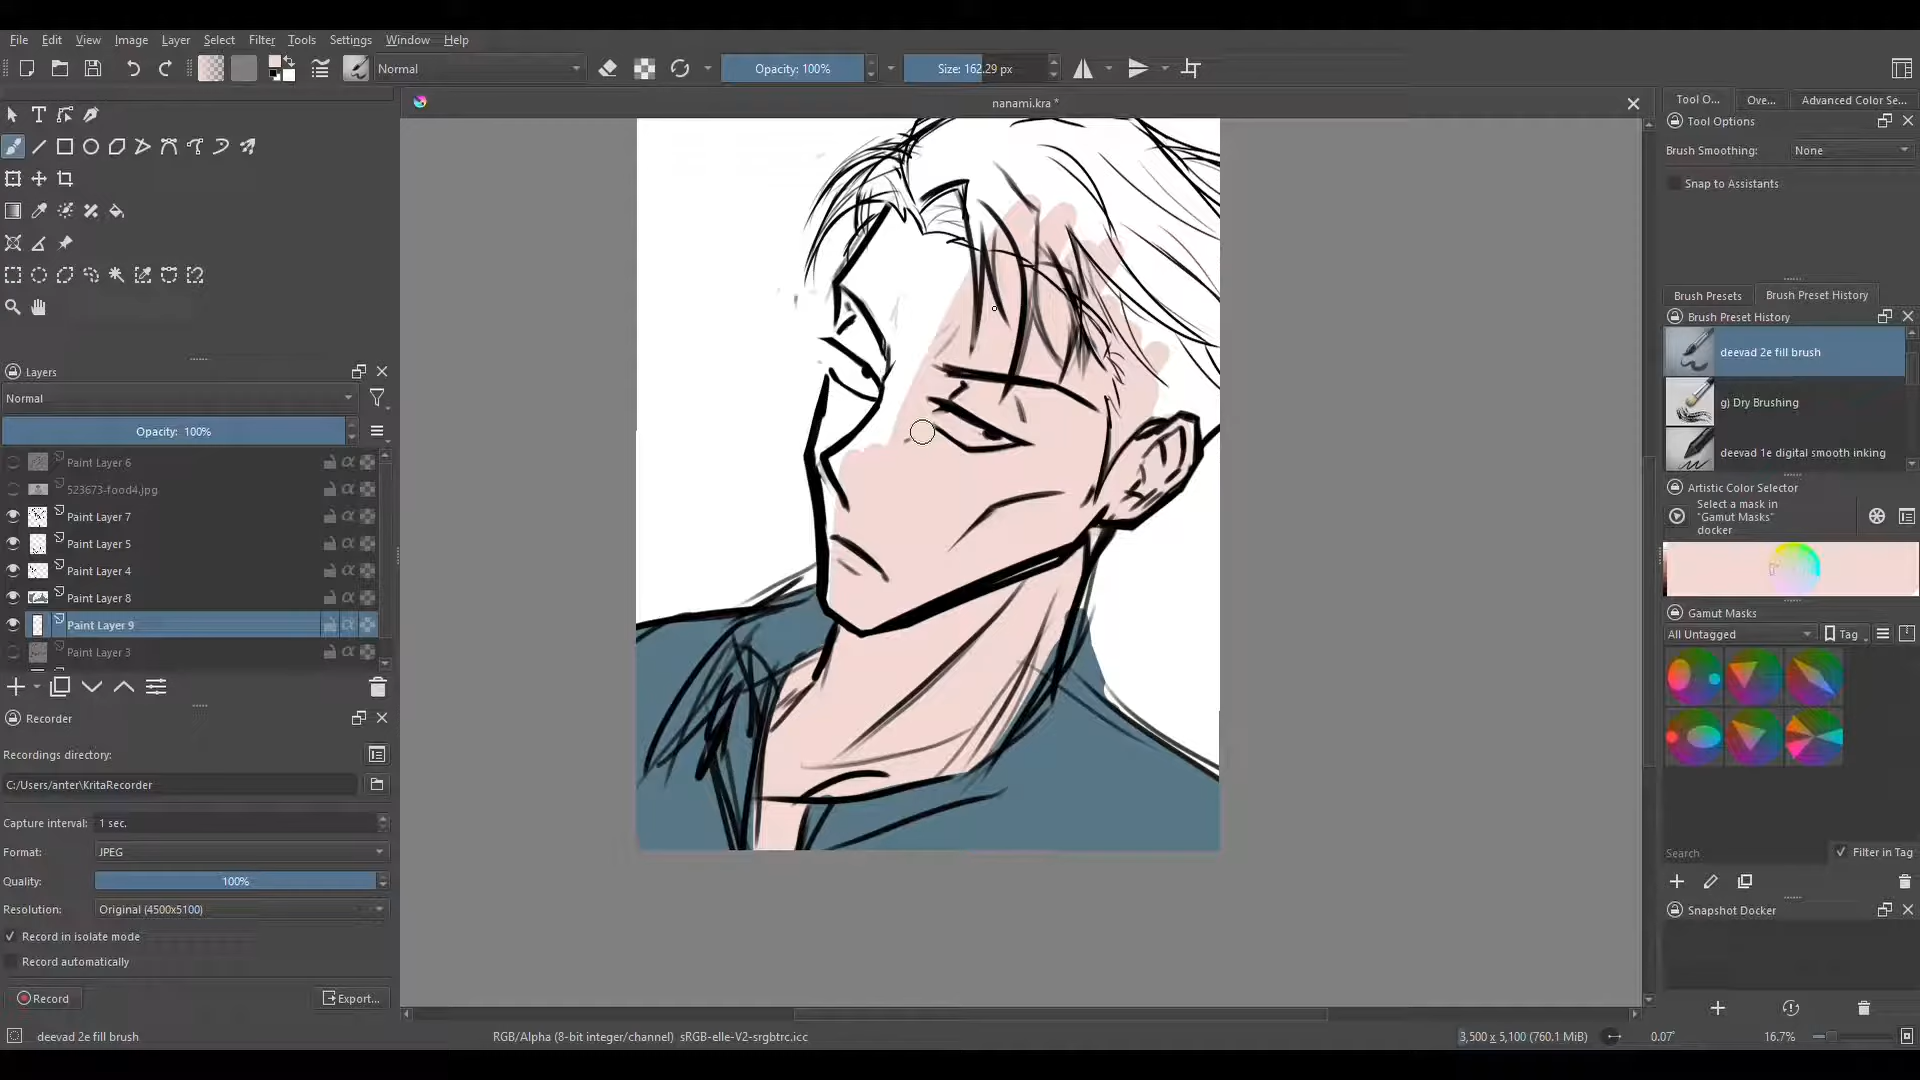 File Edit View Image Layer Select Filter Tools Settings Window Help
Normal Opacity: 100% Size: 162.29 px
nanami.kra *
Tool O... Ove... Advanced Color Se...
Tool Options
Brush Smoothing: None
Snap to Assistants
Brush Presets Brush Preset History
Brush Preset History
deevad 2e fill brush
g) Dry Brushing
deevad 1e digital smooth inking
Artistic Color Selector
Select a mask in
"Gamut Masks"
docker
Gamut Masks
All Untagged Tag
Search Filter in Tag
Snapshot Docker
Layers
Normal
Opacity: 100%
Paint Layer 6
523673-food4.jpg
Paint Layer 7
Paint Layer 5
Paint Layer 4
Paint Layer 8
Paint Layer 9
Paint Layer 3
Recorder
Recordings directory:
C:/Users/anter\KritaRecorder
Capture interval: 1 sec.
Format: JPEG
Quality: 100%
Resolution: Original (4500x5100)
Record in isolate mode
Record automatically
Record Export...
deevad 2e fill brush RGB/Alpha (8-bit integer/channel) sRGB-elle-V2-srgbtrc.icc 3,500 x 5,100 (760.1 MiB) 0.07° 16.7%